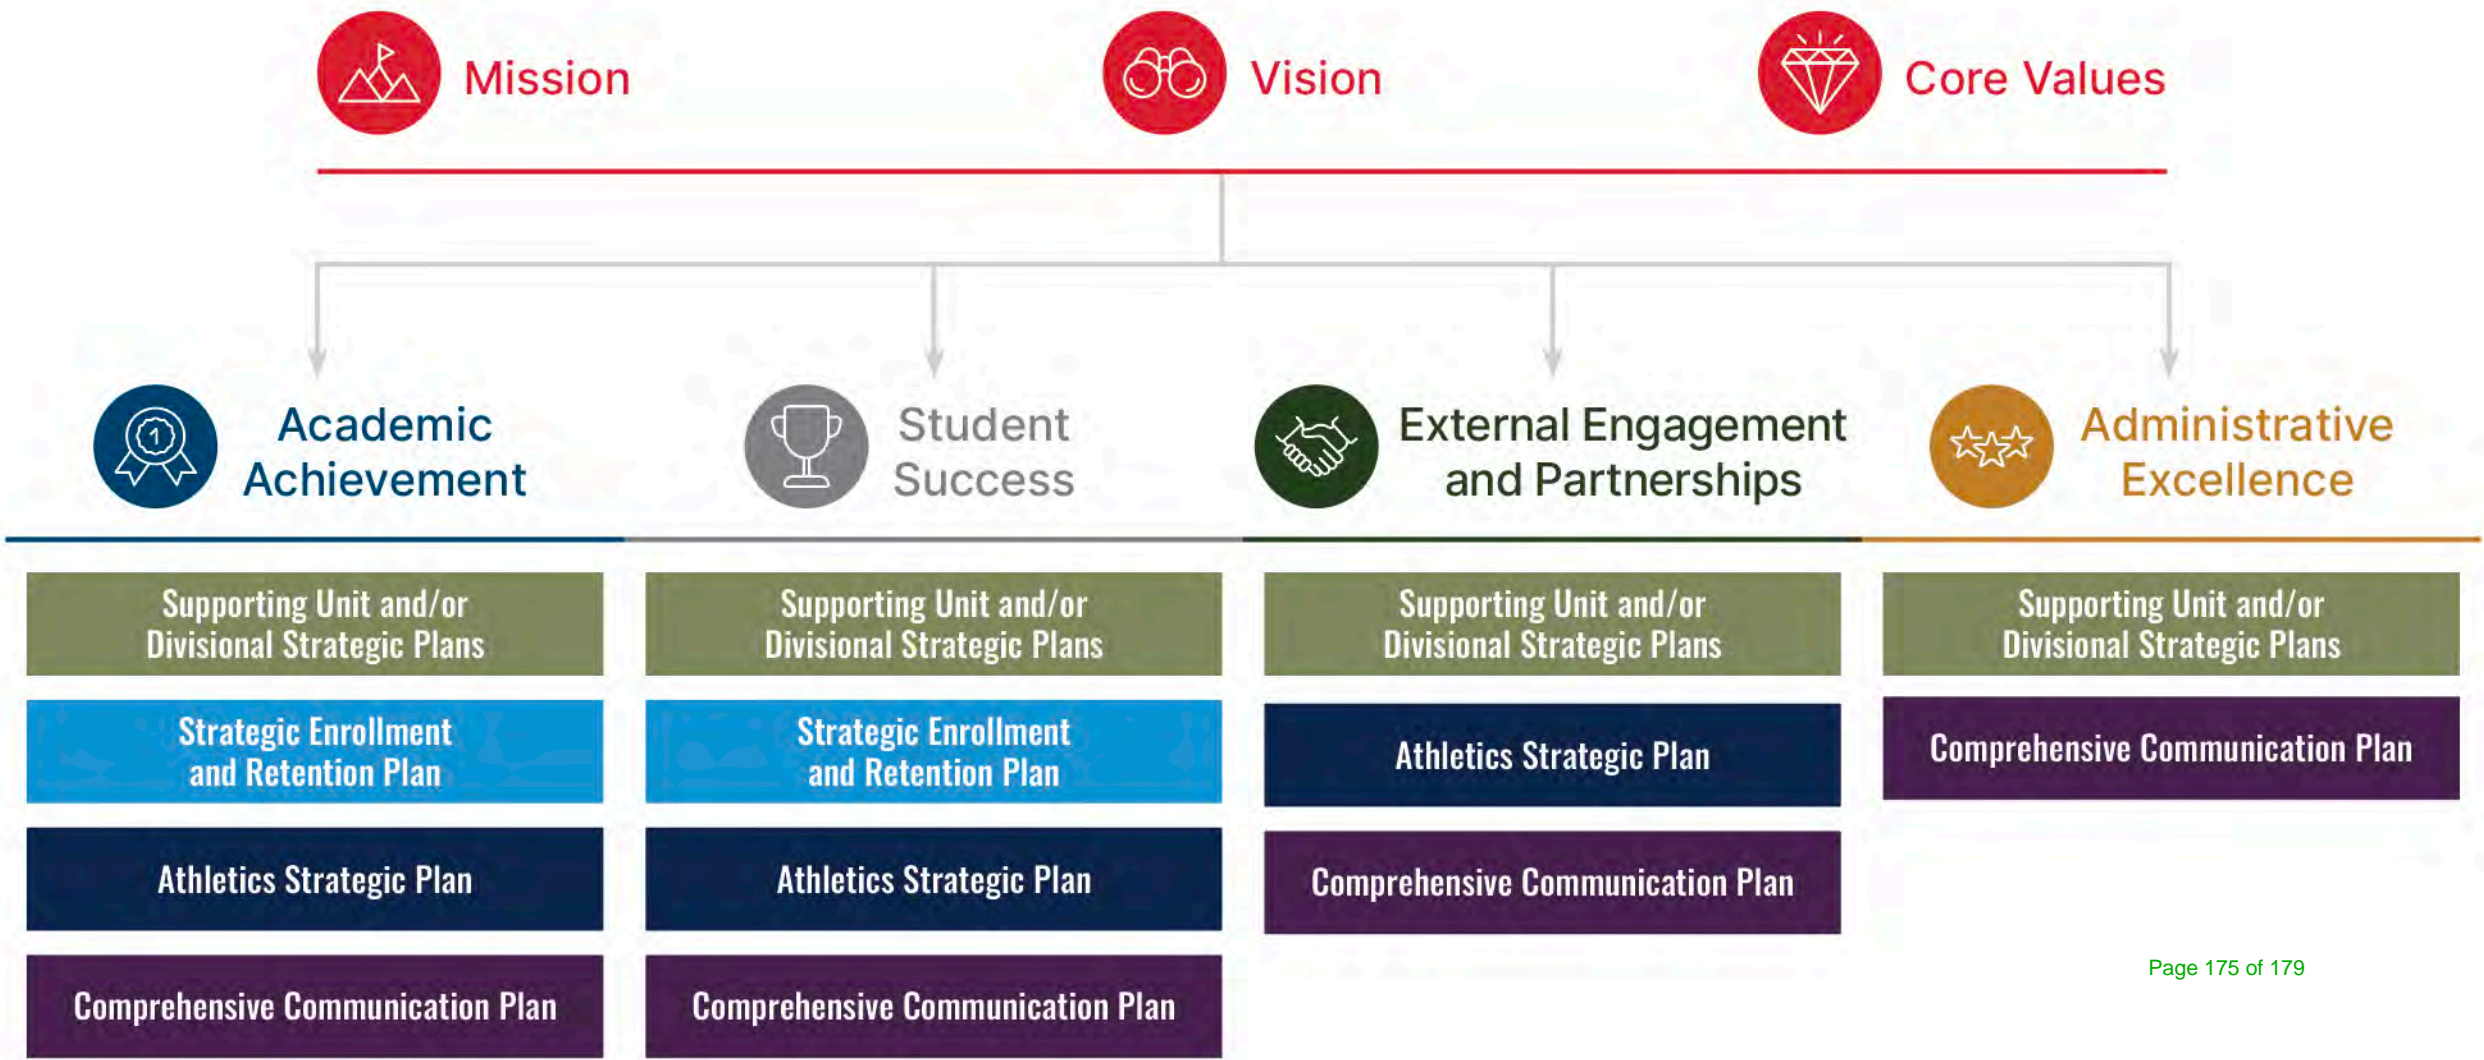 Mission
Vision
Core Values
Academic
Achievement
1
Student
Success
External Engagement
and Partnerships
Administrative
Excellence
Supporting Unit and/or
Divisional Strategic Plans
Strategic Enrollment
and Retention Plan
Athletics Strategic Plan
Comprehensive Communication Plan
Supporting Unit and/or
Divisional Strategic Plans
Strategic Enrollment
and Retention Plan
Athletics Strategic Plan
Comprehensive Communication Plan
Supporting Unit and/or
Divisional Strategic Plans
Athletics Strategic Plan
Comprehensive Communication Plan
Supporting Unit and/or
Divisional Strategic Plans
Comprehensive Communication Plan
Page 175 of 179